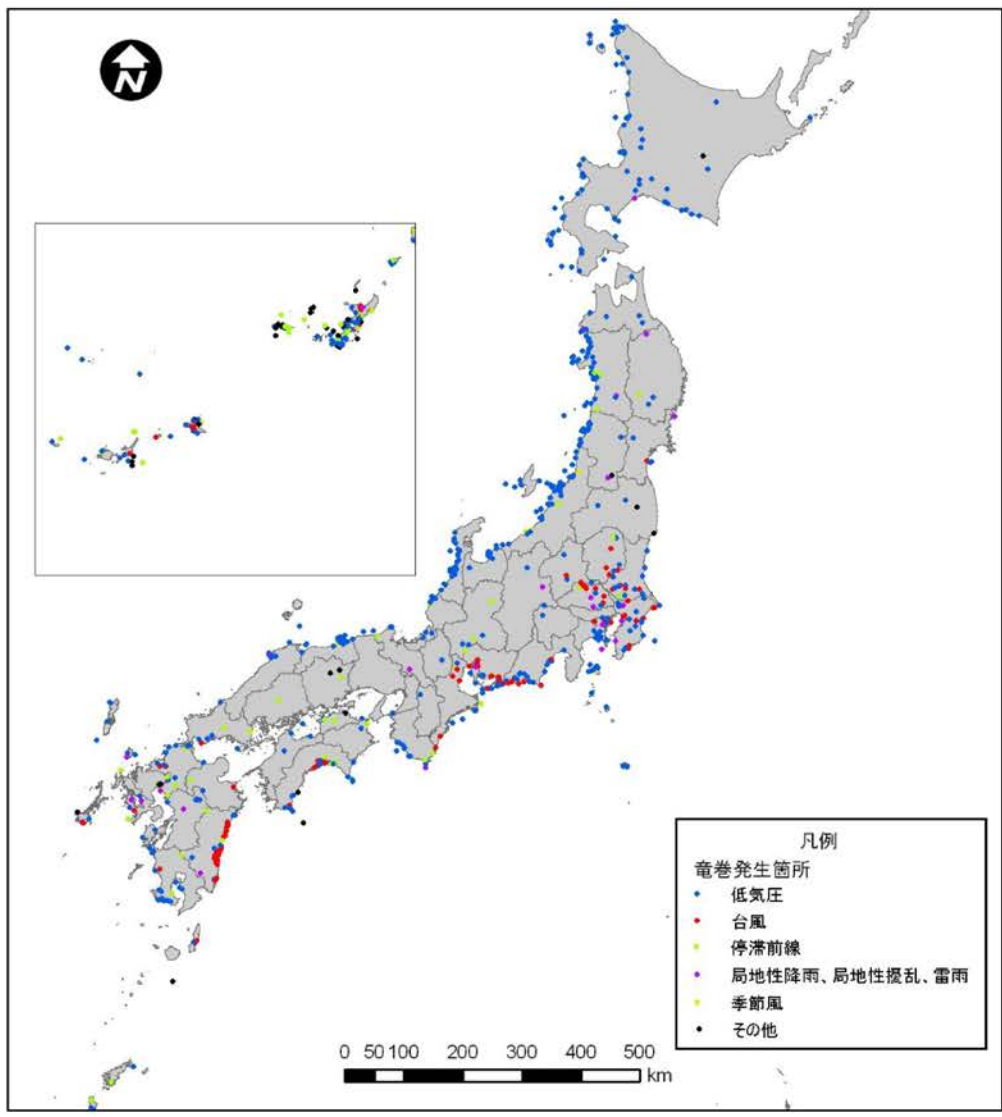 N
凡例
竜巻発生箇所
低気圧
台風
停滞前線
局地性降雨、局地性擾乱、雷雨
季節風
その他
0 50 100 200 300 400 500
km